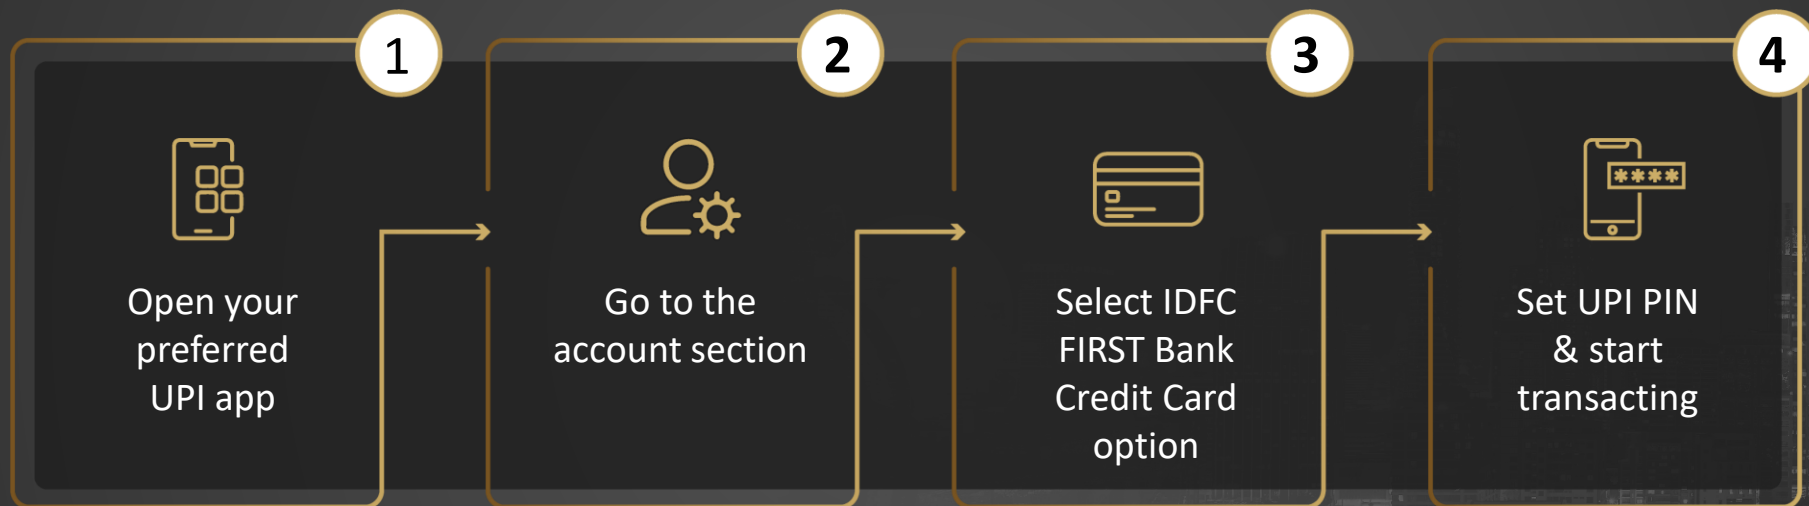 1
Open your
preferred
UPI app
2
Go to the
account section
3
Select IDFC
FIRST Bank
Credit Card
option
4
****
Set UPI PIN
& start
transacting